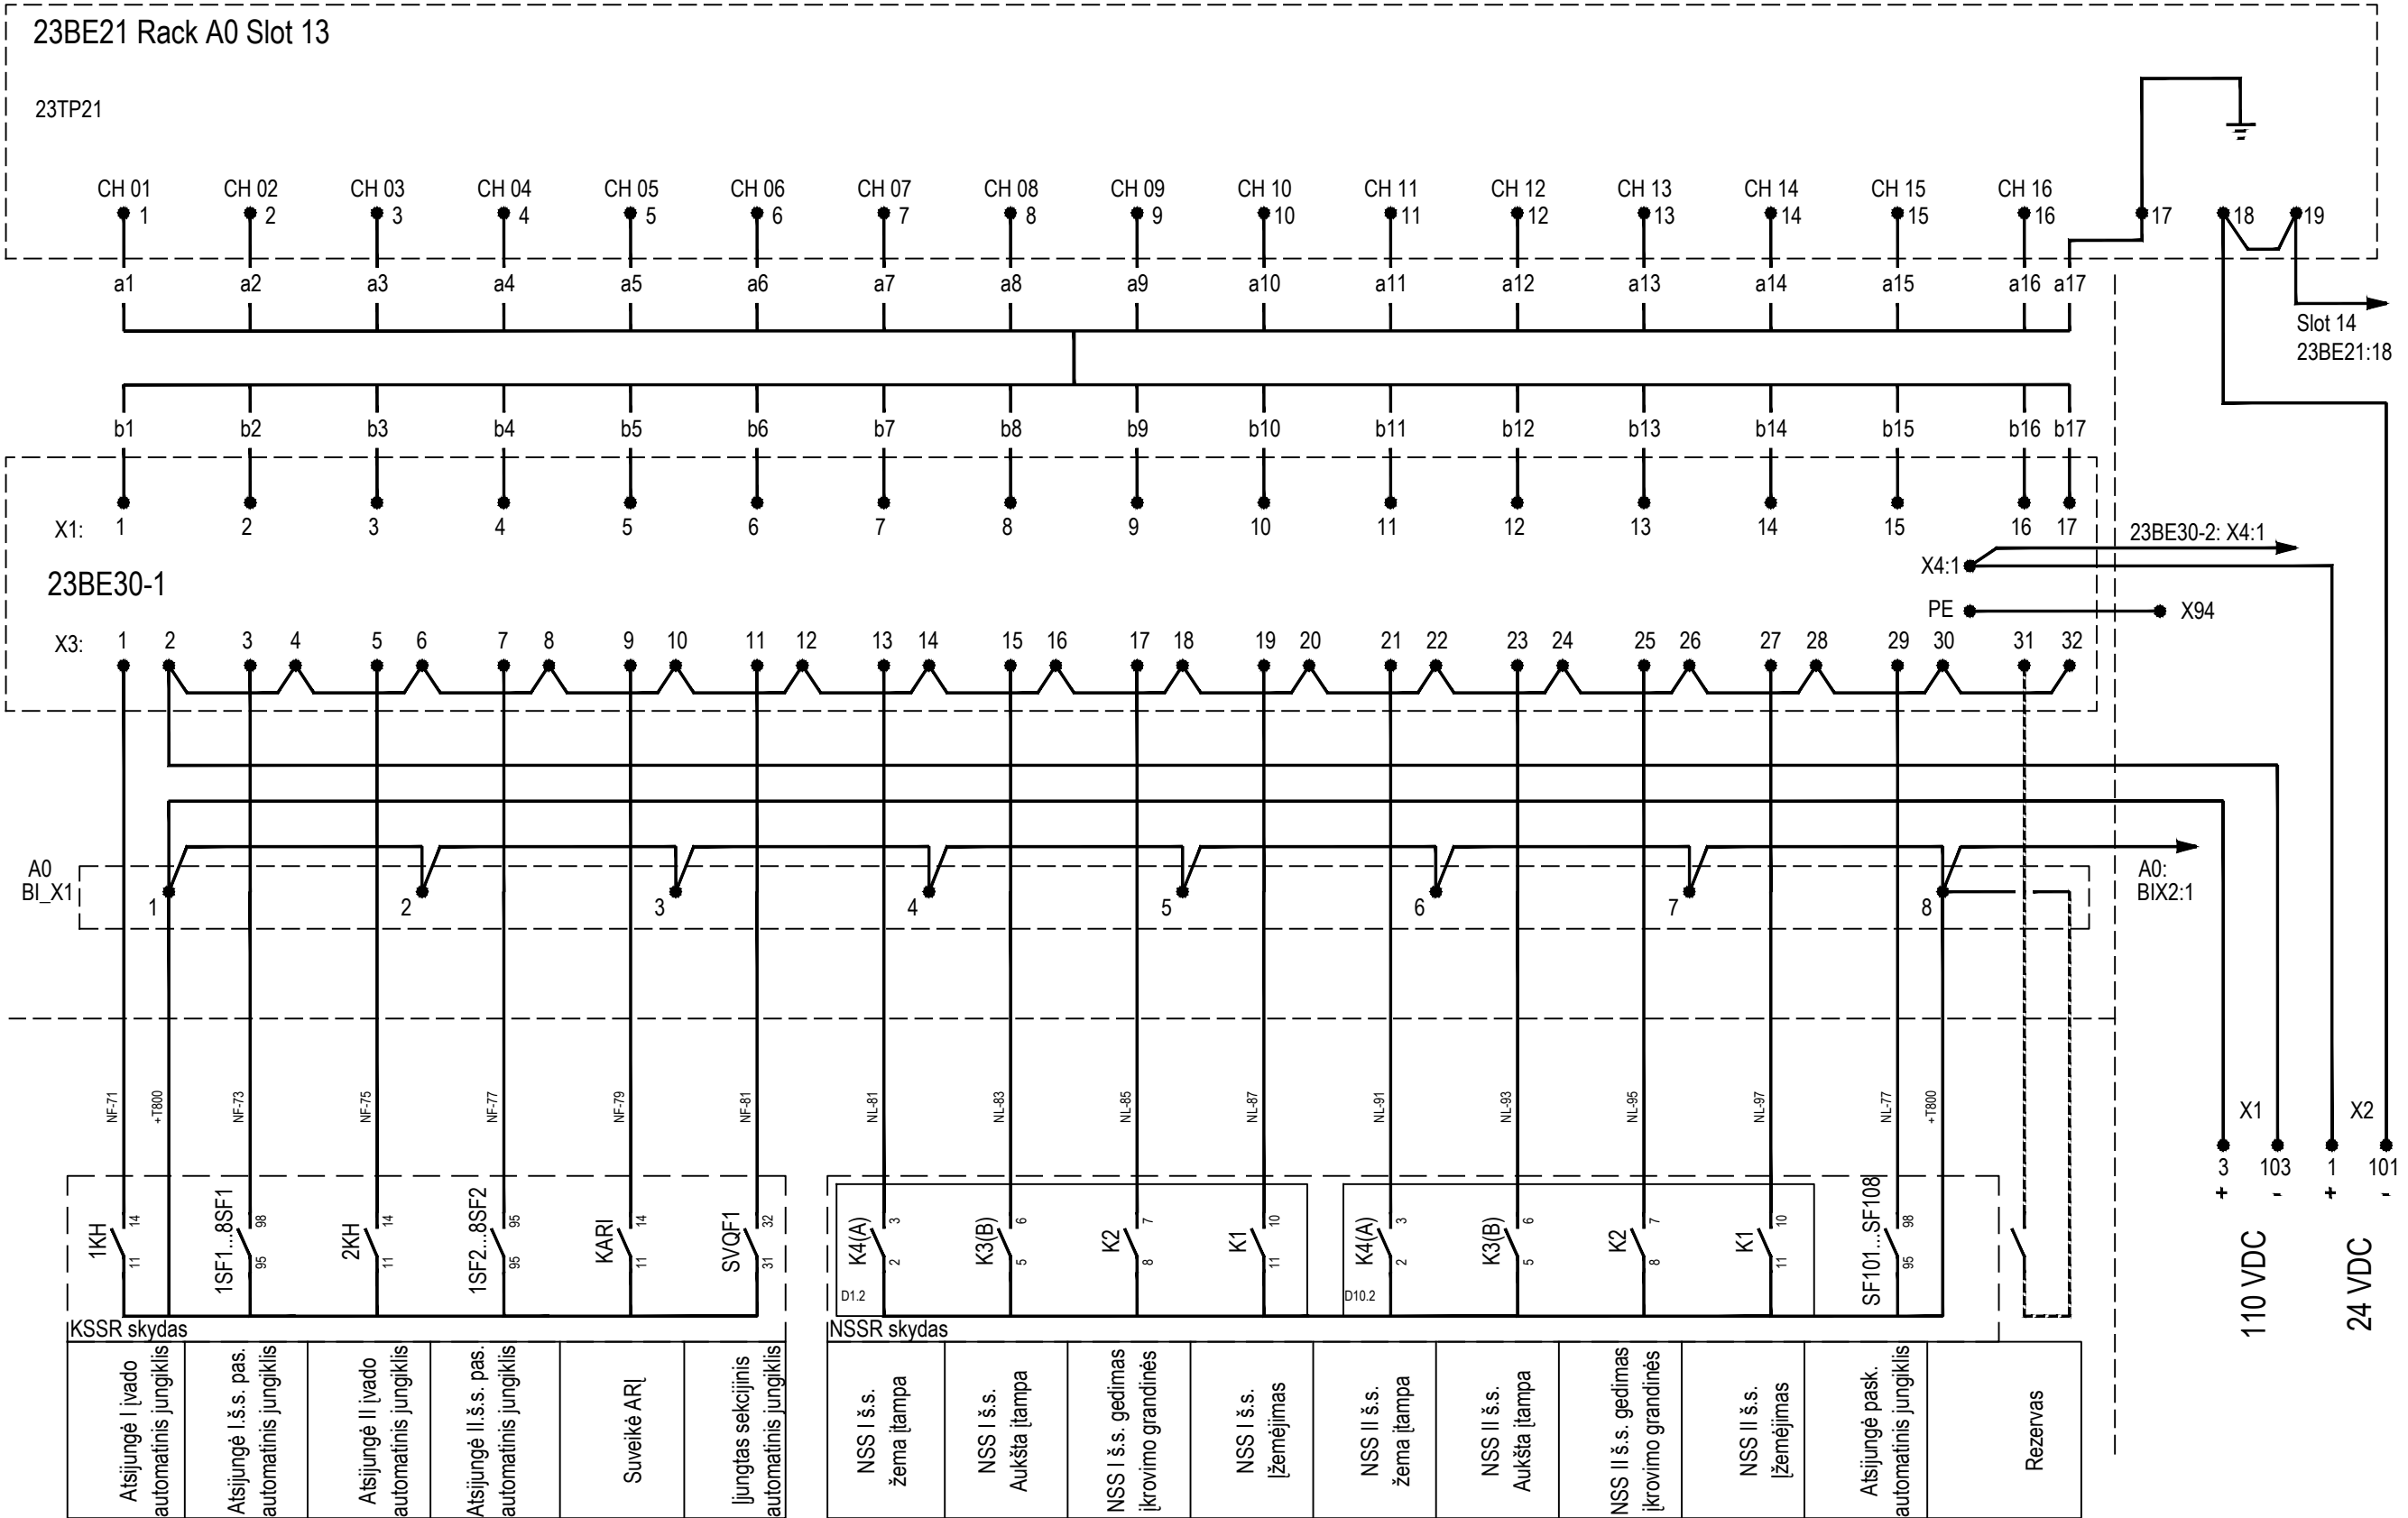 23BE21 Rack A0 Slot 13
23TP21
CH 01 CH 02 CH 03 CH 04 CH 05 CH 06 CH 07 CH 08 CH 09 CH 10 CH 11 CH 12 CH 13 CH 14 CH 15 CH 16
1 2 3 4 5 6 7 8 9 10 11 12 13 14 15 16 17 18 19
a1 a2 a3 a4 a5 a6 a7 a8 a9 a10 a11 a12 a13 a14 a15 a16 a17
Slot 14
23BE21:18
b1 b2 b3 b4 b5 b6 b7 b8 b9 b10 b11 b12 b13 b14 b15 b16 b17
X1: 1 2 3 4 5 6 7 8 9 10 11 12 13 14 15 16 17
23BE30-2: X4:1
X4:1
23BE30-1
PE X94
X3: 1 2 3 4 5 6 7 8 9 10 11 12 13 14 15 16 17 18 19 20 21 22 23 24 25 26 27 28 29 30 31 32
A0
BI_X1
1 2 3 4 5 6 7 8
A0:
BIX2:1
NF-71 +T800 NF-73 NF-75 NF-77 NF-79 NF-81 NL-81 NL-83 NL-85 NL-87 NL-91 NL-93 NL-95 NL-97 NL-77 +T800
X1 X2
3 103 1 101
+ - + -
110 VDC
24 VDC
1KH 14 11
1SF1...8SF1 98 95
2KH 14 11
1SF2...8SF2 95 95
KARI 14 11
SVQF1 32 31
K4(A) 3 2
K3(B) 6 5
K2 7 8
K1 10 11
K4(A) 3 2
K3(B) 6 5
K2 7 8
K1 10 11
SF101...SF108 98 95
D1.2
D10.2
KSSR skydas
NSSR skydas
Atsijungė I įvado
automatinis jungiklis
Atsijungė I.š.s. pas.
automatinis jungiklis
Atsijungė II įvado
automatinis jungiklis
Atsijungė II.š.s. pas.
automatinis jungiklis
Suveikė ARĮ
Įjungtas sekcijinis
automatinis jungiklis
NSS I š.s.
žema įtampa
NSS I š.s.
Aukšta įtampa
NSS I š.s. gedimas
įkrovimo grandinės
NSS I š.s.
Įžemėjimas
NSS II š.s.
žema įtampa
NSS II š.s.
Aukšta įtampa
NSS II š.s. gedimas
įkrovimo grandinės
NSS II š.s.
Įžemėjimas
Atsijungė pask.
automatinis jungiklis
Rezervas